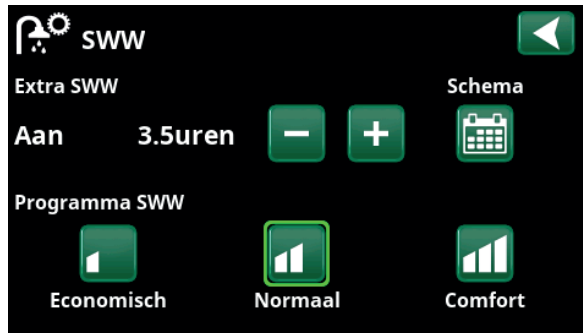 SWW
Extra SWW Schema
Aan 3.5uren
Programma SWW
Economisch Normaal Comfort